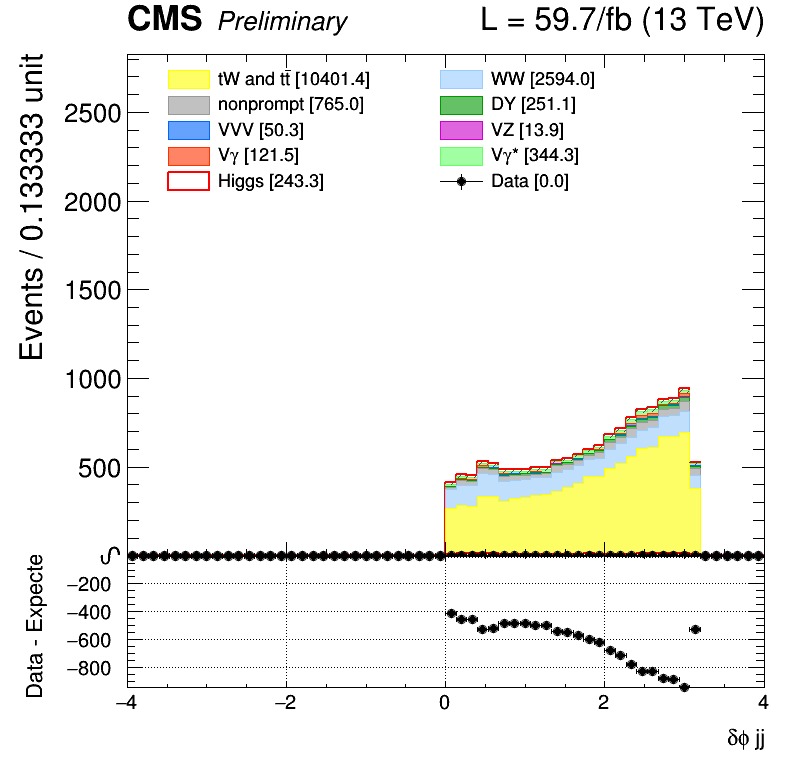 CMS Preliminary L = 59.7/fb (13 TeV)
Events / 0.133333 unit
2500
2000
1500
1000
500
tW and tt̄ [10401.4]
WW [2594.0]
nonprompt [765.0]
DY [251.1]
VVV [50.3]
VZ [13.9]
Vγ [121.5]
Vγ* [344.3]
Higgs [243.3]
Data [0.0]
Data - Expecte
−200
−400
−600
−800
−4 −2 0 2 4
δϕ jj